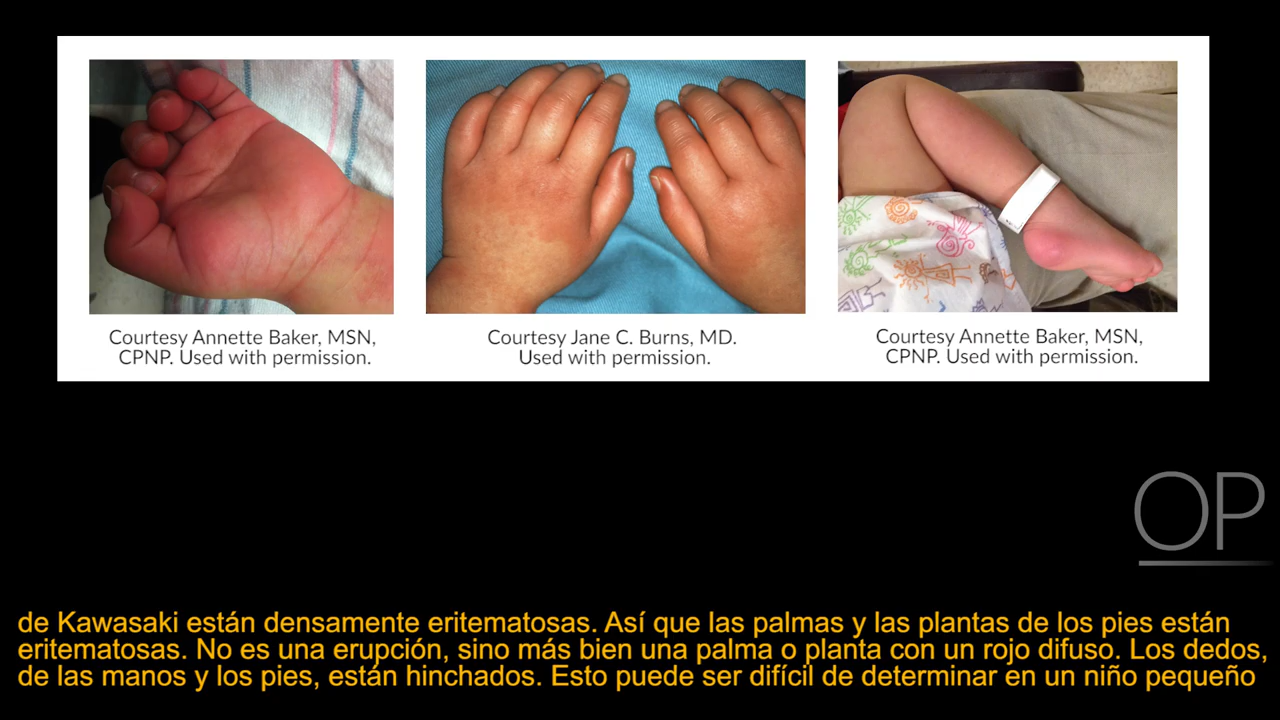 Courtesy Annette Baker, MSN,
CPNP. Used with permission.
Courtesy Jane C. Burns, MD.
Used with permission.
Courtesy Annette Baker, MSN,
CPNP. Used with permission.
OP
de Kawasaki están densamente eritematosas. Así que las palmas y las plantas de los pies están
eritematosas. No es una erupción, sino más bien una palma o planta con un rojo difuso. Los dedos,
de las manos y los pies, están hinchados. Esto puede ser difícil de determinar en un niño pequeño